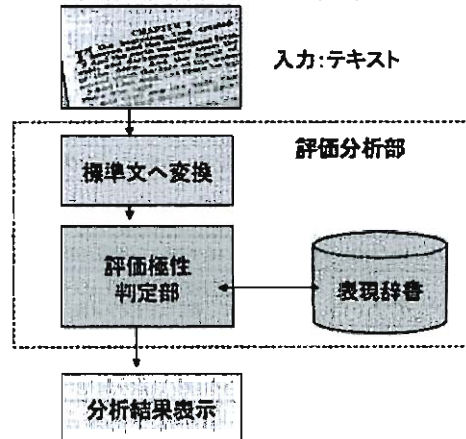 CHAPTER
入力:テキスト
評価分析部
標準文へ変換
評価極性
判定部
表現辞書
分析結果表示